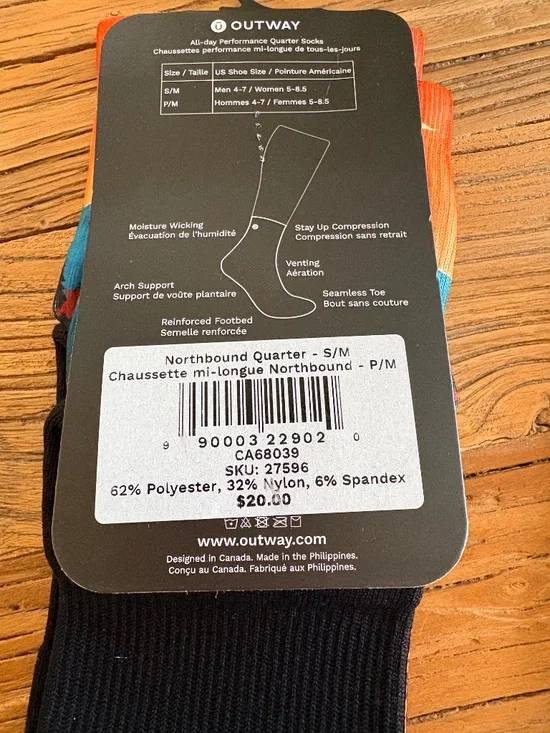 OUTWAY
All-day Performance Quarter Socks
Chaussettes performance mi-longue de tous-les-jours
Size / Taille US Shoe Size / Pointure Américaine
S/M Men 4-7 / Women 5-8.5
P/M Hommes 4-7 / Femmes 5-8.5
Moisture Wicking
Évacuation de l'humidité
Stay Up Compression
Compression sans retrait
Venting
Aération
Arch Support
Support de voûte plantaire
Seamless Toe
Bout sans couture
Reinforced Footbed
Semelle renforcée
Northbound Quarter - S/M
Chaussette mi-longue Northbound - P/M
9 90003 22902 0
CA68039
SKU: 27596
62% Polyester, 32% Nylon, 6% Spandex
$20.00
www.outway.com
Designed in Canada. Made in the Philippines.
Conçu au Canada. Fabriqué aux Philippines.